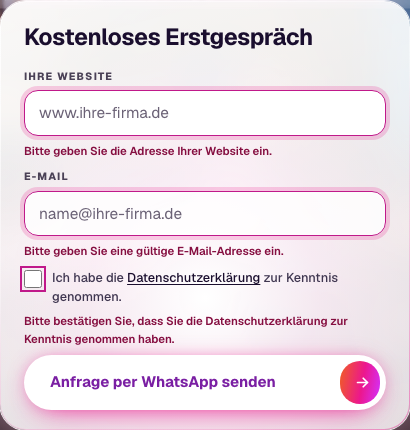 Kostenloses Erstgespräch
IHRE WEBSITE
www.ihre-firma.de
Bitte geben Sie die Adresse Ihrer Website ein.
E-MAIL
name@ihre-firma.de
Bitte geben Sie eine gültige E-Mail-Adresse ein.
Ich habe die Datenschutzerklärung zur Kenntnis
genommen.
Bitte bestätigen Sie, dass Sie die Datenschutzerklärung zur
Kenntnis genommen haben.
Anfrage per WhatsApp senden →